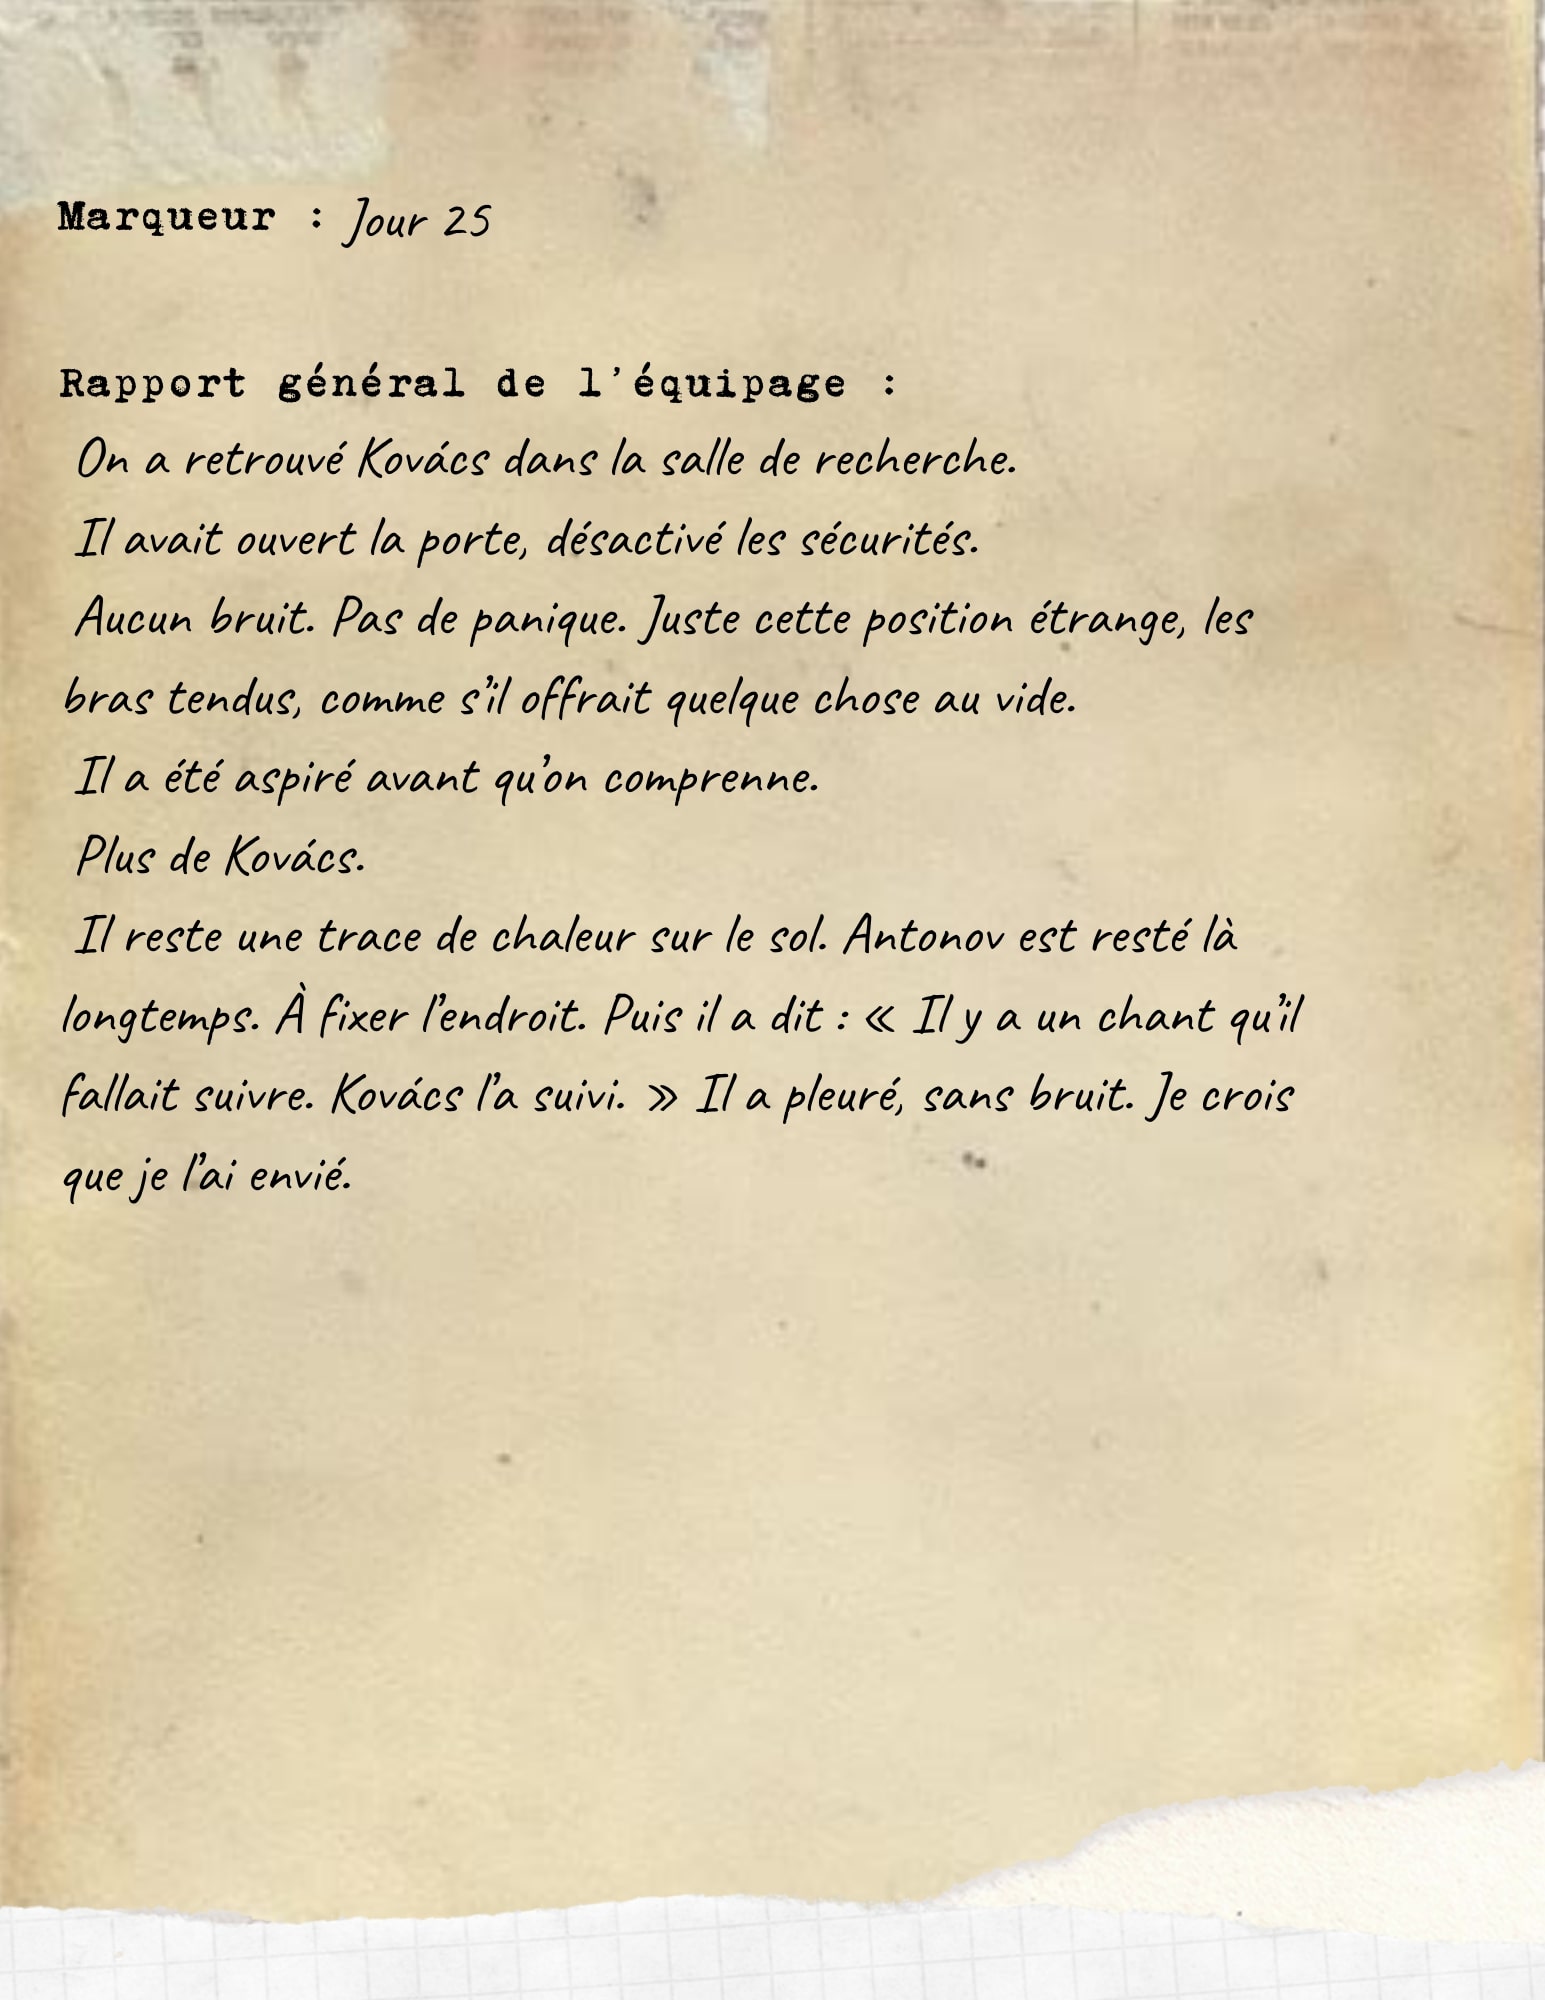 Marqueur : Jour 25
Rapport général de l'équipage :
On a retrouvé Kovács dans la salle de recherche.
Il avait ouvert la porte, désactivé les sécurités.
Aucun bruit. Pas de panique. Juste cette position étrange, les
bras tendus, comme s’il offrait quelque chose au vide.
Il a été aspiré avant qu’on comprenne.
Plus de Kovács.
Il reste une trace de chaleur sur le sol. Antonov est resté là
longtemps. À fixer l’endroit. Puis il a dit : « Il y a un chant qu’il
fallait suivre. Kovács l’a suivi. » Il a pleuré, sans bruit. Je crois
que je l’ai envié.